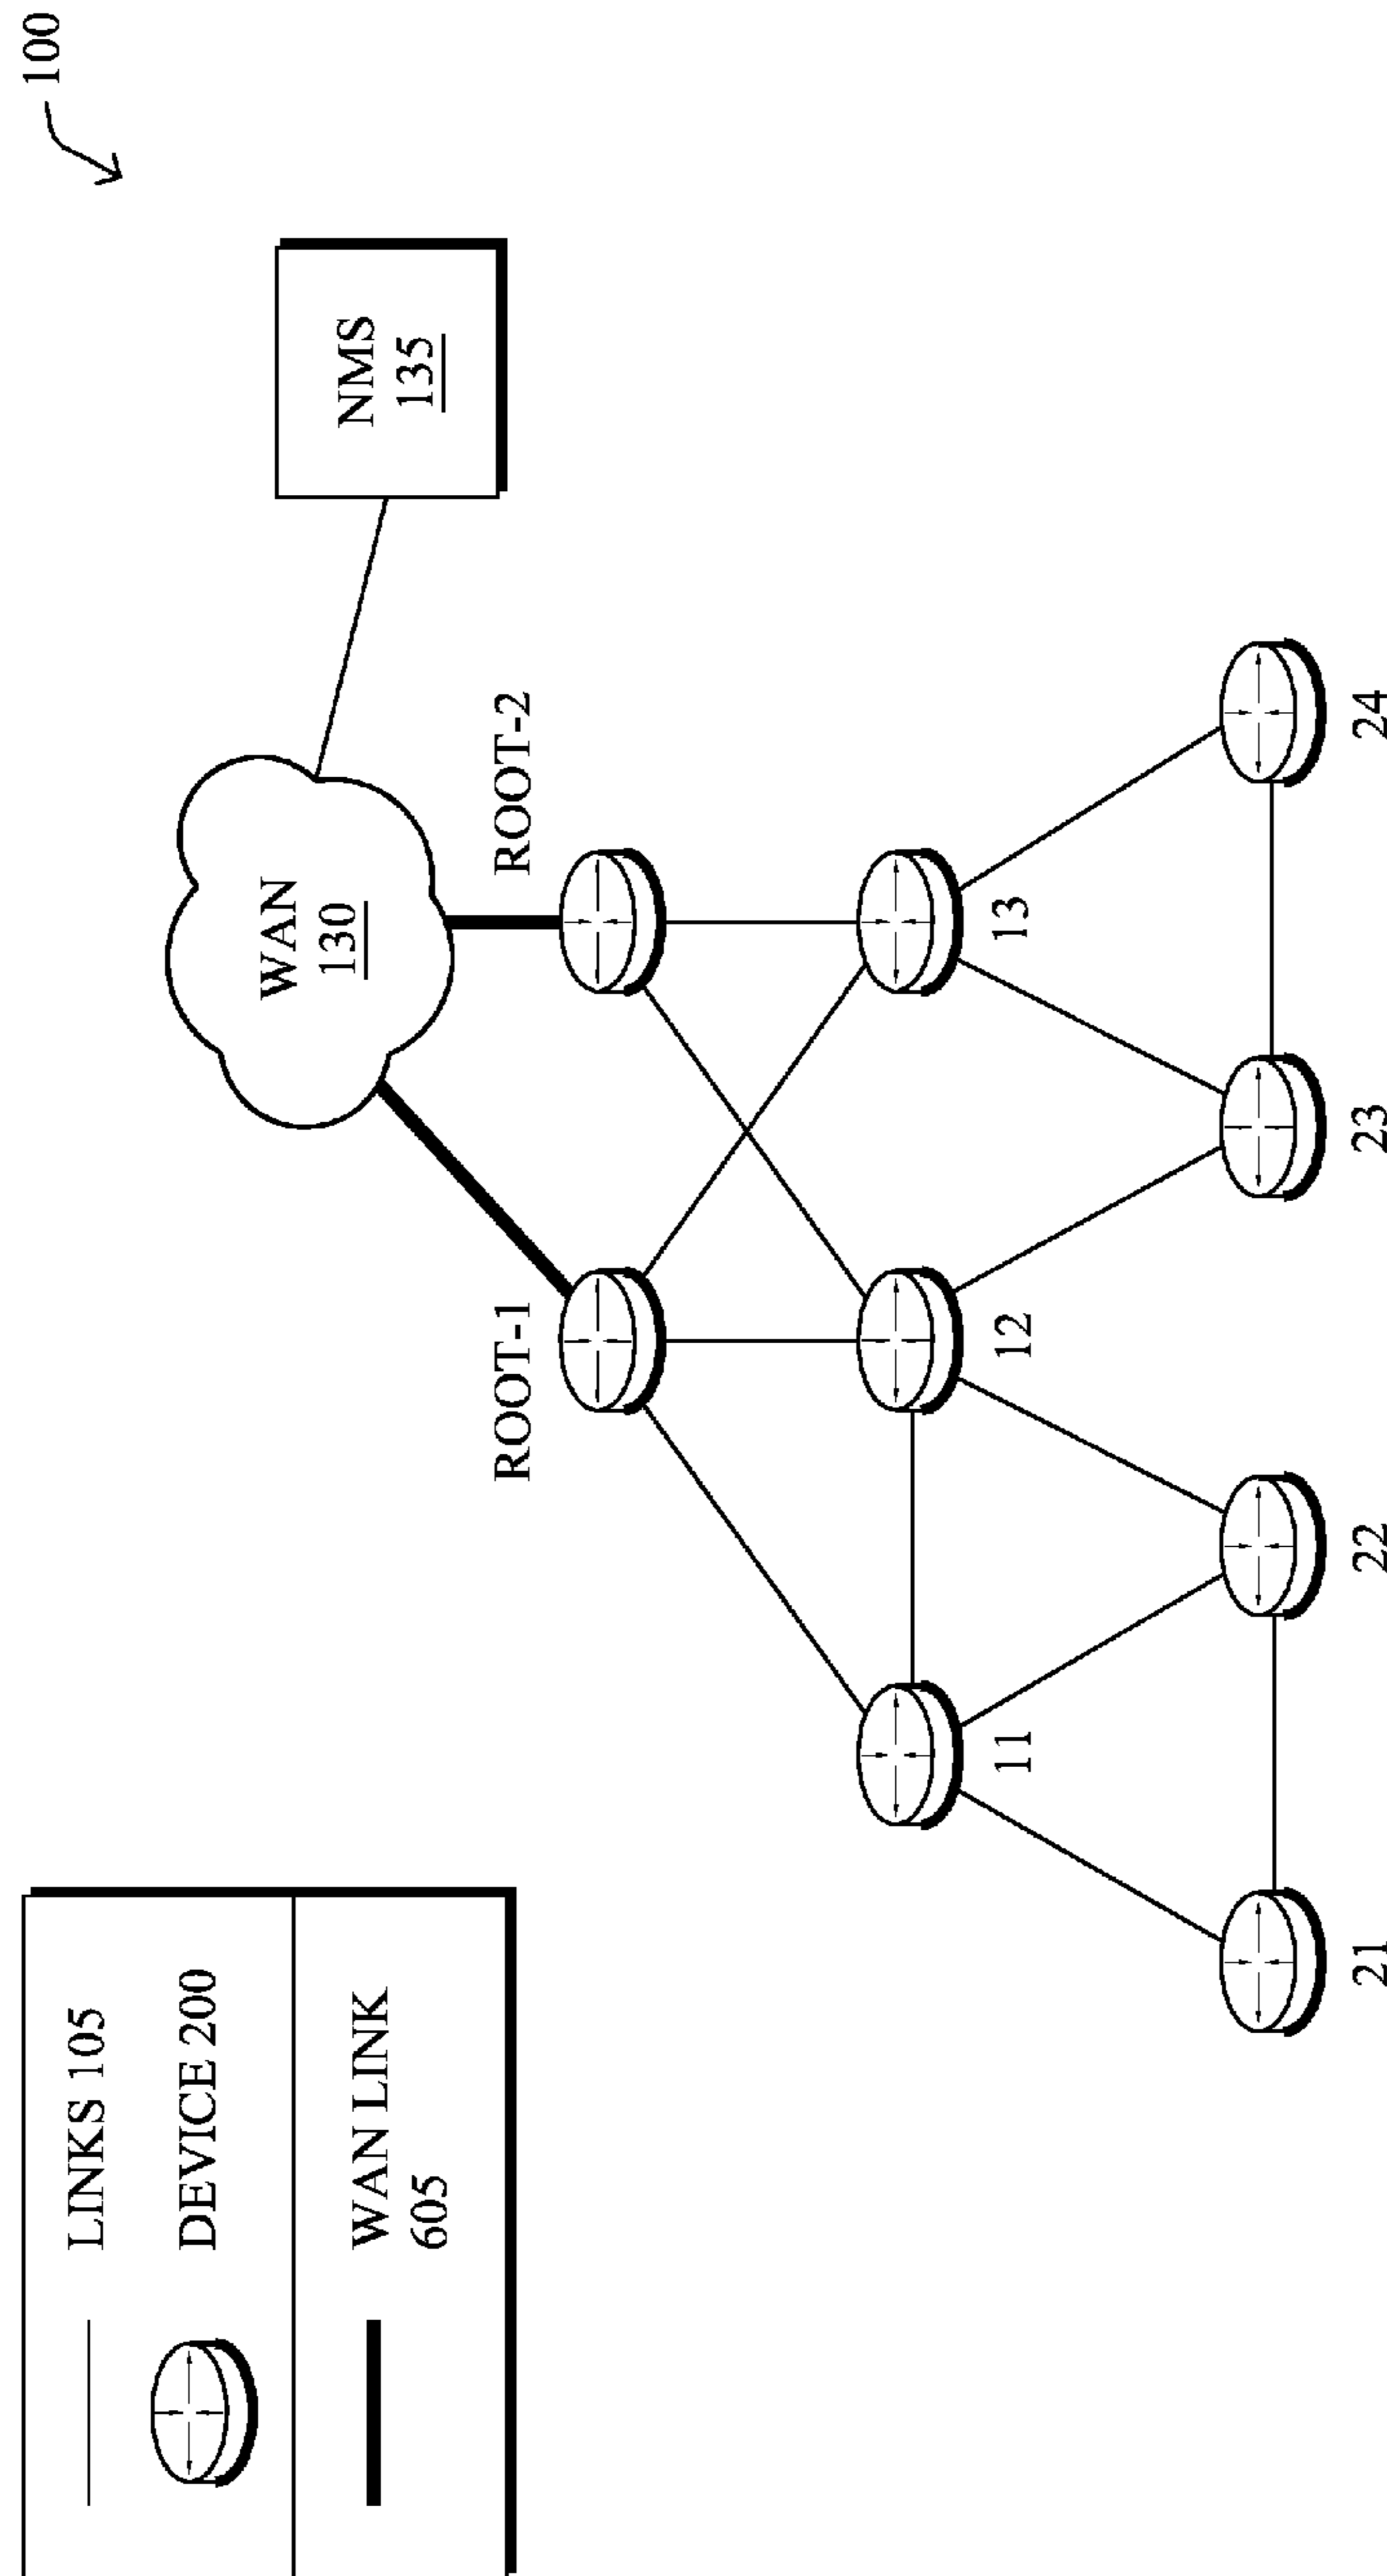 100
LINKS 105
DEVICE 200
WAN LINK
605
WAN
130
NMS
135
ROOT-1
ROOT-2
11
12
13
21
22
23
24